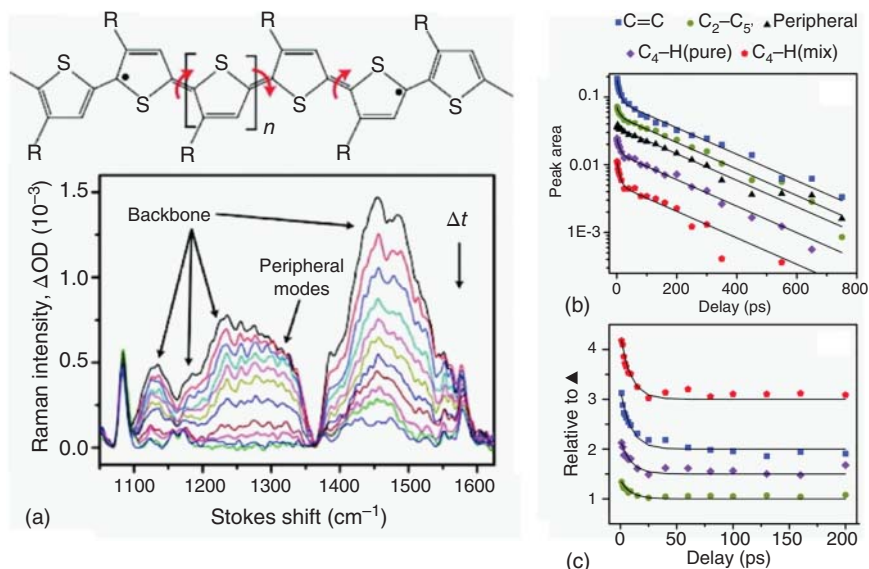 R
R
S
S
S
n
R
R
S
S
S
R
R
1.5
1.0
0.5
0.0
Raman intensity, ΔOD (10⁻³)
Backbone
Δt
Peripheral
modes
1100
1200
1300
1400
1500
1600
(a)
Stokes shift (cm⁻¹)
C=C
C₂–C₅'
Peripheral
C₄–H(pure)
C₄–H(mix)
0.1
0.01
1E-3
Peak area
0
200
400
600
800
(b)
Delay (ps)
4
3
2
1
Relative to ▲
0
50
100
150
200
(c)
Delay (ps)